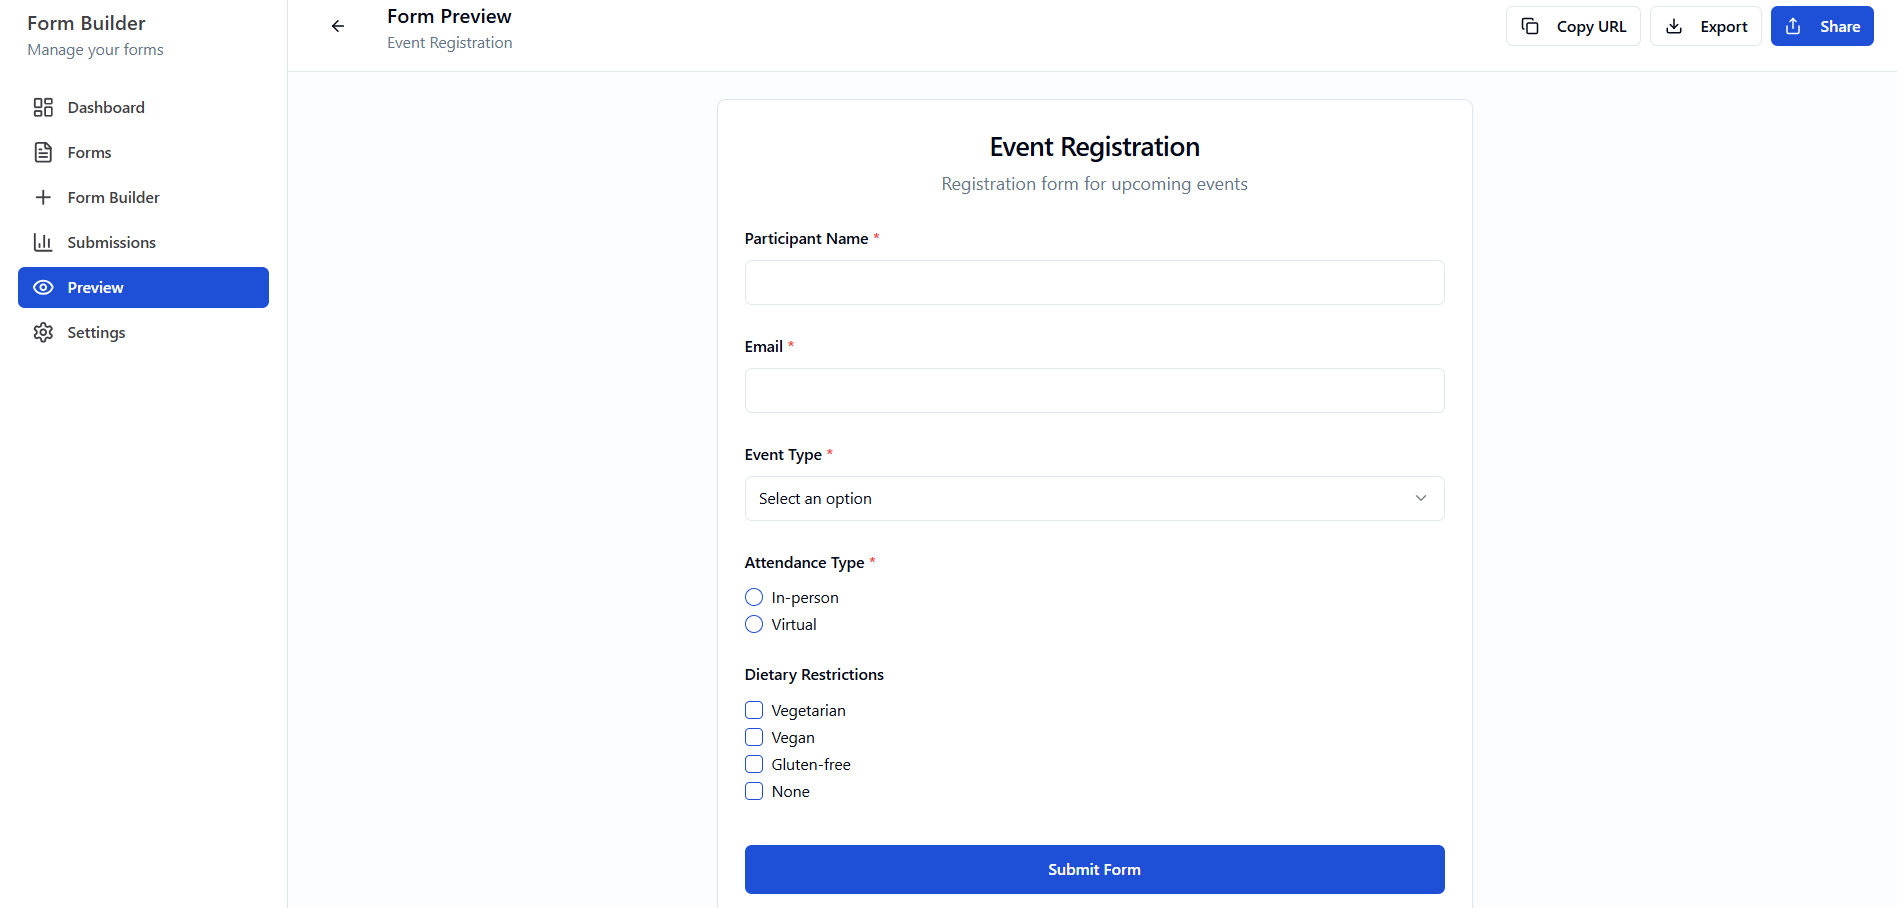 Form Builder
Manage your forms
Dashboard
Forms
Form Builder
Submissions
Preview
Settings
Form Preview
Event Registration
Copy URL
Export
Share
Event Registration
Registration form for upcoming events
Participant Name *
Email *
Event Type *
Select an option
Attendance Type *
In-person
Virtual
Dietary Restrictions
Vegetarian
Vegan
Gluten-free
None
Submit Form